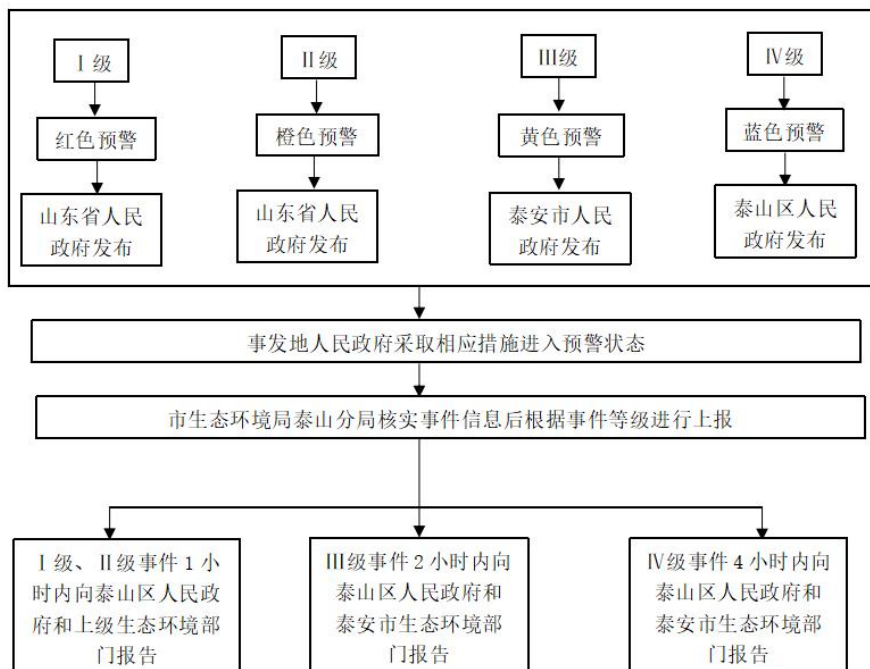 Ⅰ级
Ⅱ级
Ⅲ级
Ⅳ级
红色预警
橙色预警
黄色预警
蓝色预警
山东省人民
政府发布
山东省人民
政府发布
泰安市人民
政府发布
泰山区人民
政府发布
事发地人民政府采取相应措施进入预警状态
市生态环境局泰山分局核实事件信息后根据事件等级进行上报
Ⅰ级、Ⅱ级事件1小
时内向泰山区人民政
府和上级生态环境部
门报告
Ⅲ级事件2小时内向
泰山区人民政府和
泰安市生态环境部
门报告
Ⅳ级事件4小时内向
泰山区人民政府和
泰安市生态环境部
门报告